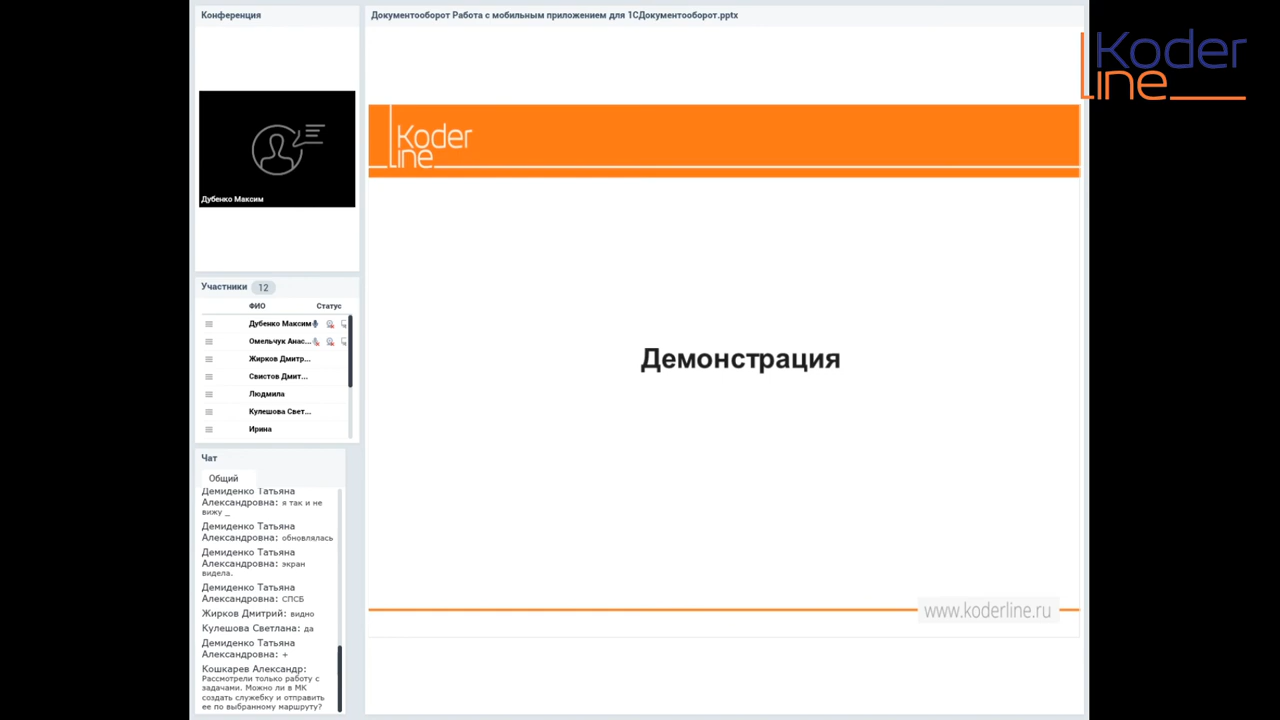 Конференция
Документооборот Работа с мобильным приложением для 1СДокументооборот.pptx
Koder
Line
Koder
Line
Дубенко Максим
Участники 12
ФИО Статус
Дубенко Максим
Омельчук Анас...
Жирков Дмитр...
Свистов Дмит...
Людмила
Кулешова Свет...
Ирина
Демонстрация
www.koderline.ru
Чат
Общий
Демиденко Татьяна
Александровна: я так и не
вижу _
Демиденко Татьяна
Александровна: обновлялась
Демиденко Татьяна
Александровна: экран
видела.
Демиденко Татьяна
Александровна: СПСБ
Жирков Дмитрий: видно
Кулешова Светлана: да
Демиденко Татьяна
Александровна: +
Кошкарев Александр:
Рассмотрели только работу с
задачами. Можно ли в МК
создать служебку и отправить
ее по выбранному маршруту?